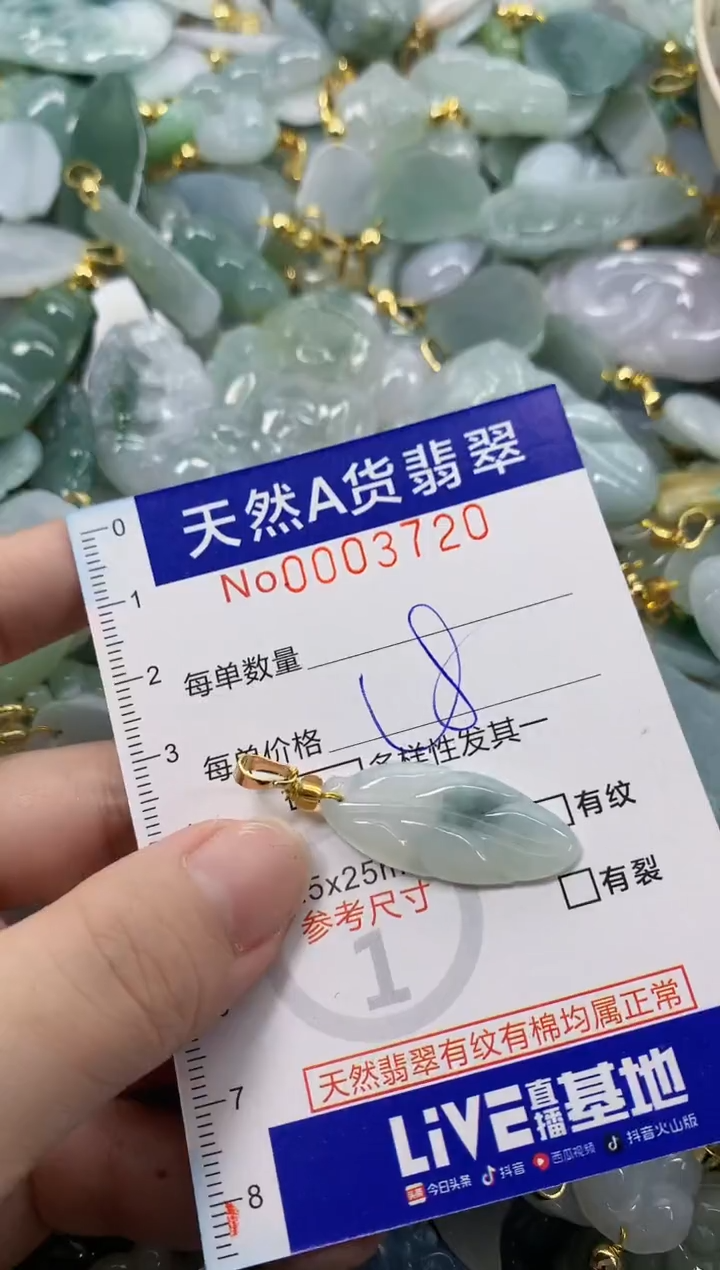 天然A货翡翠
No0003720
0
1
2
每单数量
3
每单价格
多样性发其一
有纹
5x25m
有裂
参考尺寸
1
天然翡翠有纹有棉均属正常
7
LiVE直播基地
头条 今日头条 抖音 西瓜视频 抖音火山版
8